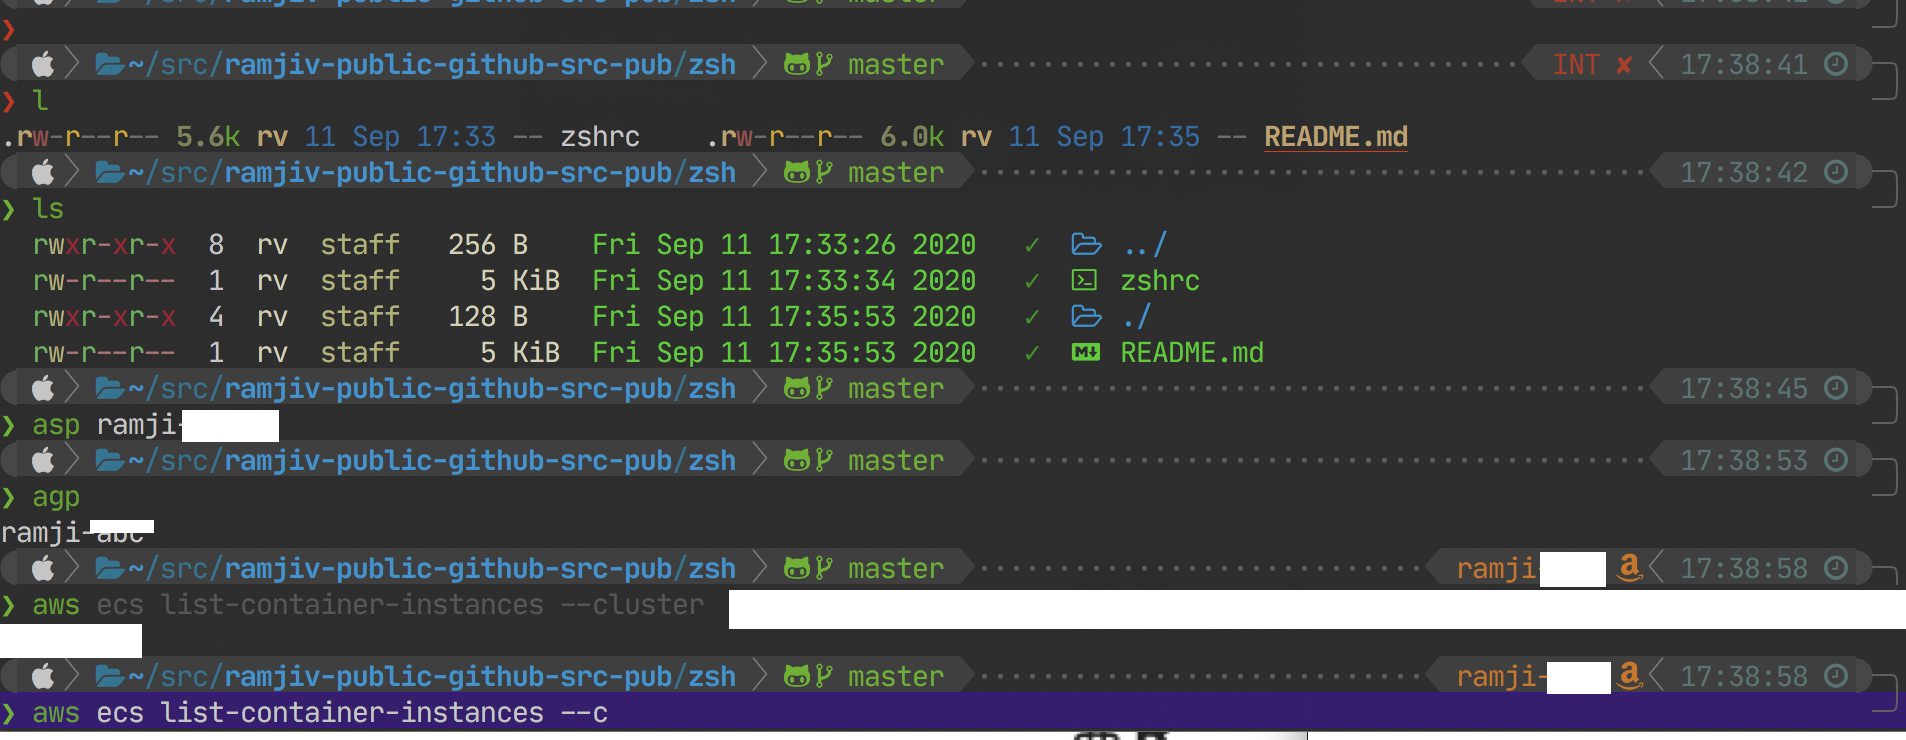 ~/src/ramjiv-public-github-src-pub/zsh master INT ✘ 17:38:41
❯ l
.rw-r--r-- 5.6k rv 11 Sep 17:33 -- zshrc .rw-r--r-- 6.0k rv 11 Sep 17:35 -- README.md
~/src/ramjiv-public-github-src-pub/zsh master 17:38:42
❯ ls
rwxr-xr-x 8 rv staff 256 B Fri Sep 11 17:33:26 2020 ✓ ../
rw-r--r-- 1 rv staff 5 KiB Fri Sep 11 17:33:34 2020 ✓ zshrc
rwxr-xr-x 4 rv staff 128 B Fri Sep 11 17:35:53 2020 ✓ ./
rw-r--r-- 1 rv staff 5 KiB Fri Sep 11 17:35:53 2020 ✓ README.md
~/src/ramjiv-public-github-src-pub/zsh master 17:38:45
❯ asp ramji-
~/src/ramjiv-public-github-src-pub/zsh master 17:38:53
❯ agp
ramji-
~/src/ramjiv-public-github-src-pub/zsh master ramji 17:38:58
❯ aws ecs list-container-instances --cluster
~/src/ramjiv-public-github-src-pub/zsh master ramji- 17:38:58
❯ aws ecs list-container-instances --c